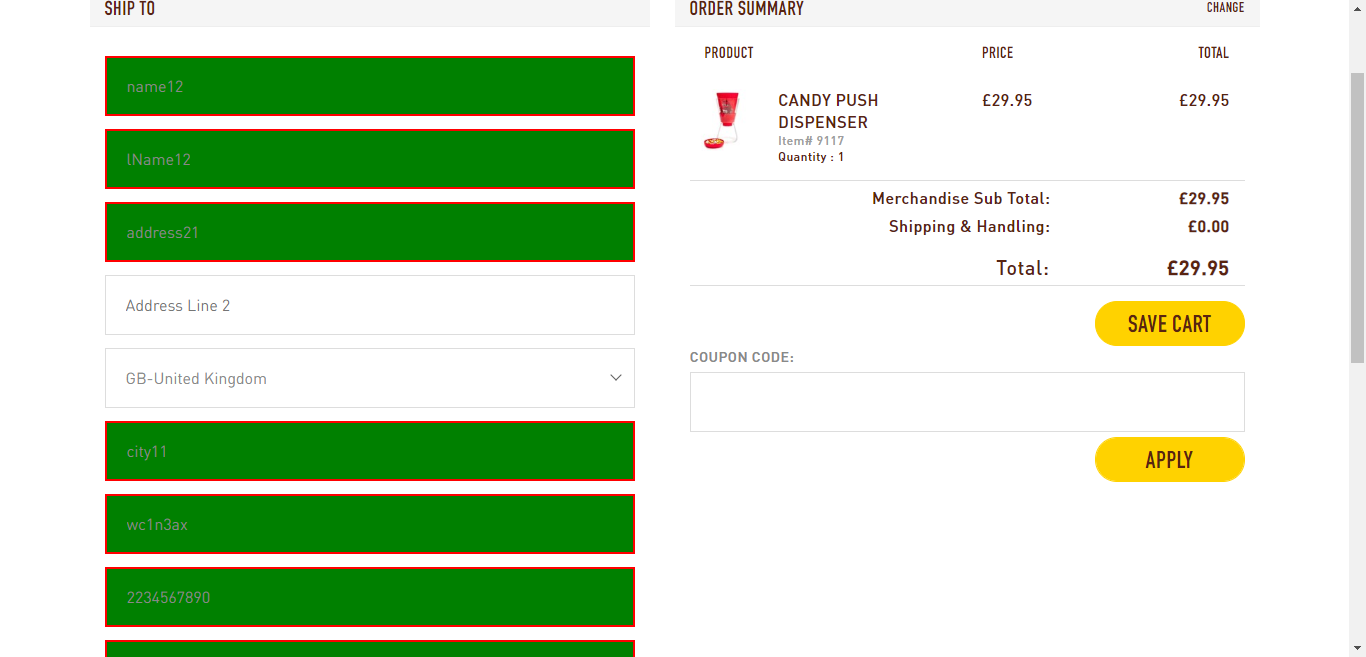 SHIP TO
name12
lName12
address21
Address Line 2
GB-United Kingdom
city11
wc1n3ax
2234567890
ORDER SUMMARY
CHANGE
PRODUCT PRICE TOTAL
CANDY PUSH £29.95 £29.95
DISPENSER
Item# 9117
Quantity : 1
Merchandise Sub Total: £29.95
Shipping & Handling: £0.00
Total: £29.95
SAVE CART
COUPON CODE:
APPLY